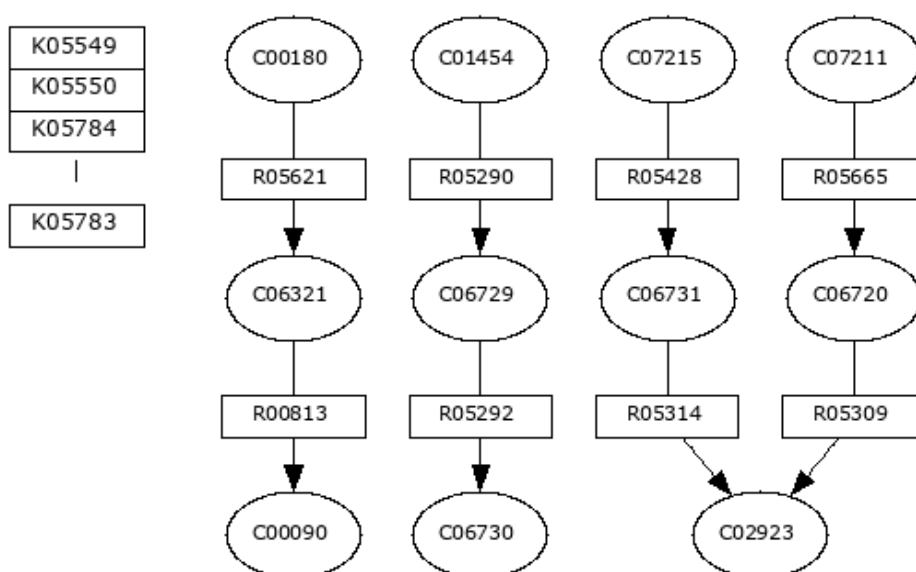 K05549
K05550
K05784
K05783
C00180 C01454 C07215 C07211
R05621 R05290 R05428 R05665
C06321 C06729 C06731 C06720
R00813 R05292 R05314 R05309
C00090 C06730 C02923